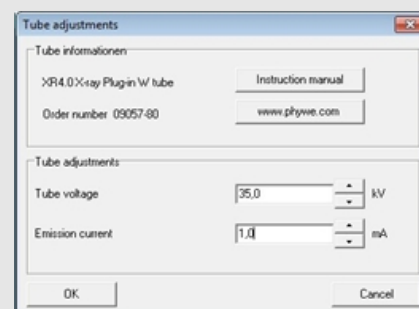 Tube adjustments
Tube informationen
XR4.0 X-ray Plug-in W tube
Instruction manual
Order number 09057-80
www.phywe.com
Tube adjustments
Tube voltage 35,0 kV
Emission current 1,0 mA
OK Cancel